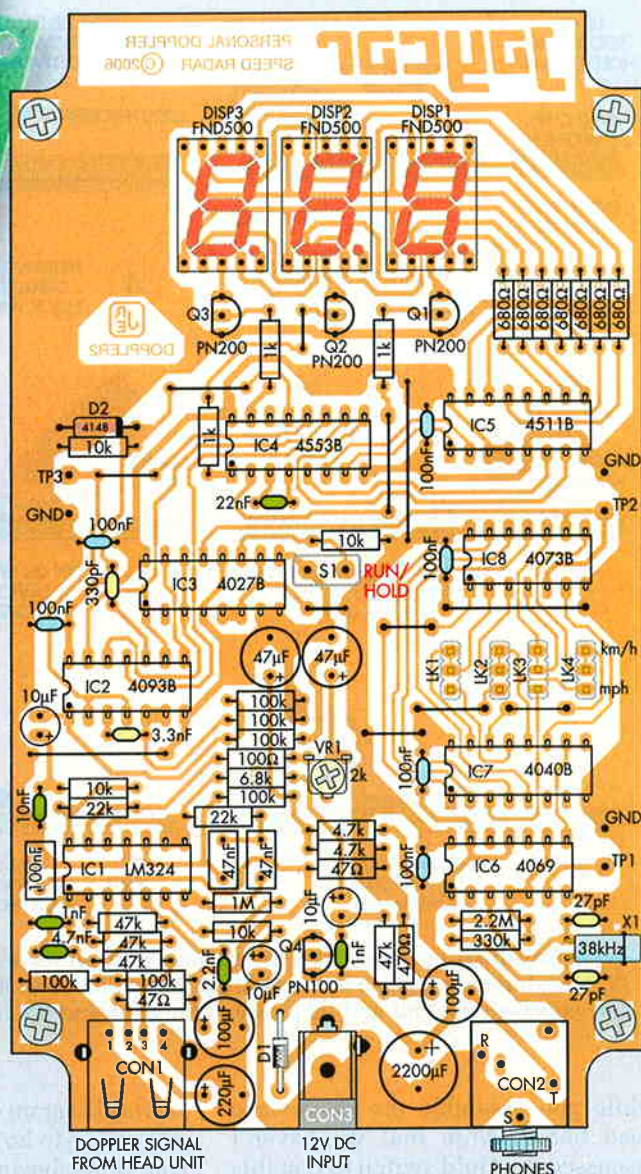 PERSONAL DOPPLER
SPEED RADAR ©2006
Jaycar
DISP3
FND500
DISP2
FND500
DISP1
FND500
680Ω
680Ω
680Ω
680Ω
680Ω
680Ω
680Ω
Q3
PN200
Q2
PN200
Q1
PN200
1k
1k
JE
R
DOPPLER2
D2
4148
10k
1k
IC4 4553B
100nF
IC5 4511B
TP3
GND
22nF
GND
TP2
100nF
330pF
IC3 4027B
10k
S1
RUN/
HOLD
100nF
IC8 4073B
100nF
IC2 4093B
47µF
+
47µF
+
LK1
LK2
LK3
LK4
km/h
mph
10µF
+
3.3nF
100k
100k
100k
100Ω
6.8k
100k
VR1
2k
100nF
IC7 4040B
10nF
10k
22k
22k
4.7k
4.7k
47Ω
GND
100nF
IC1 LM324
47nF
47nF
100nF
IC6 4069
TP1
1nF
4.7nF
47k
47k
47k
1M
10k
10µF
+
2.2M
330k
27pF
X1
38kHz
27pF
100k
100k
47Ω
2.2nF
10µF
+
Q4
PN100
1nF
47k
470Ω
100µF
+
1 2 3 4
CON1
100µF
+
220µF
+
D1
CON3
2200µF
+
R
CON2
T
S
DOPPLER SIGNAL
FROM HEAD UNIT
12V DC
INPUT
PHONES